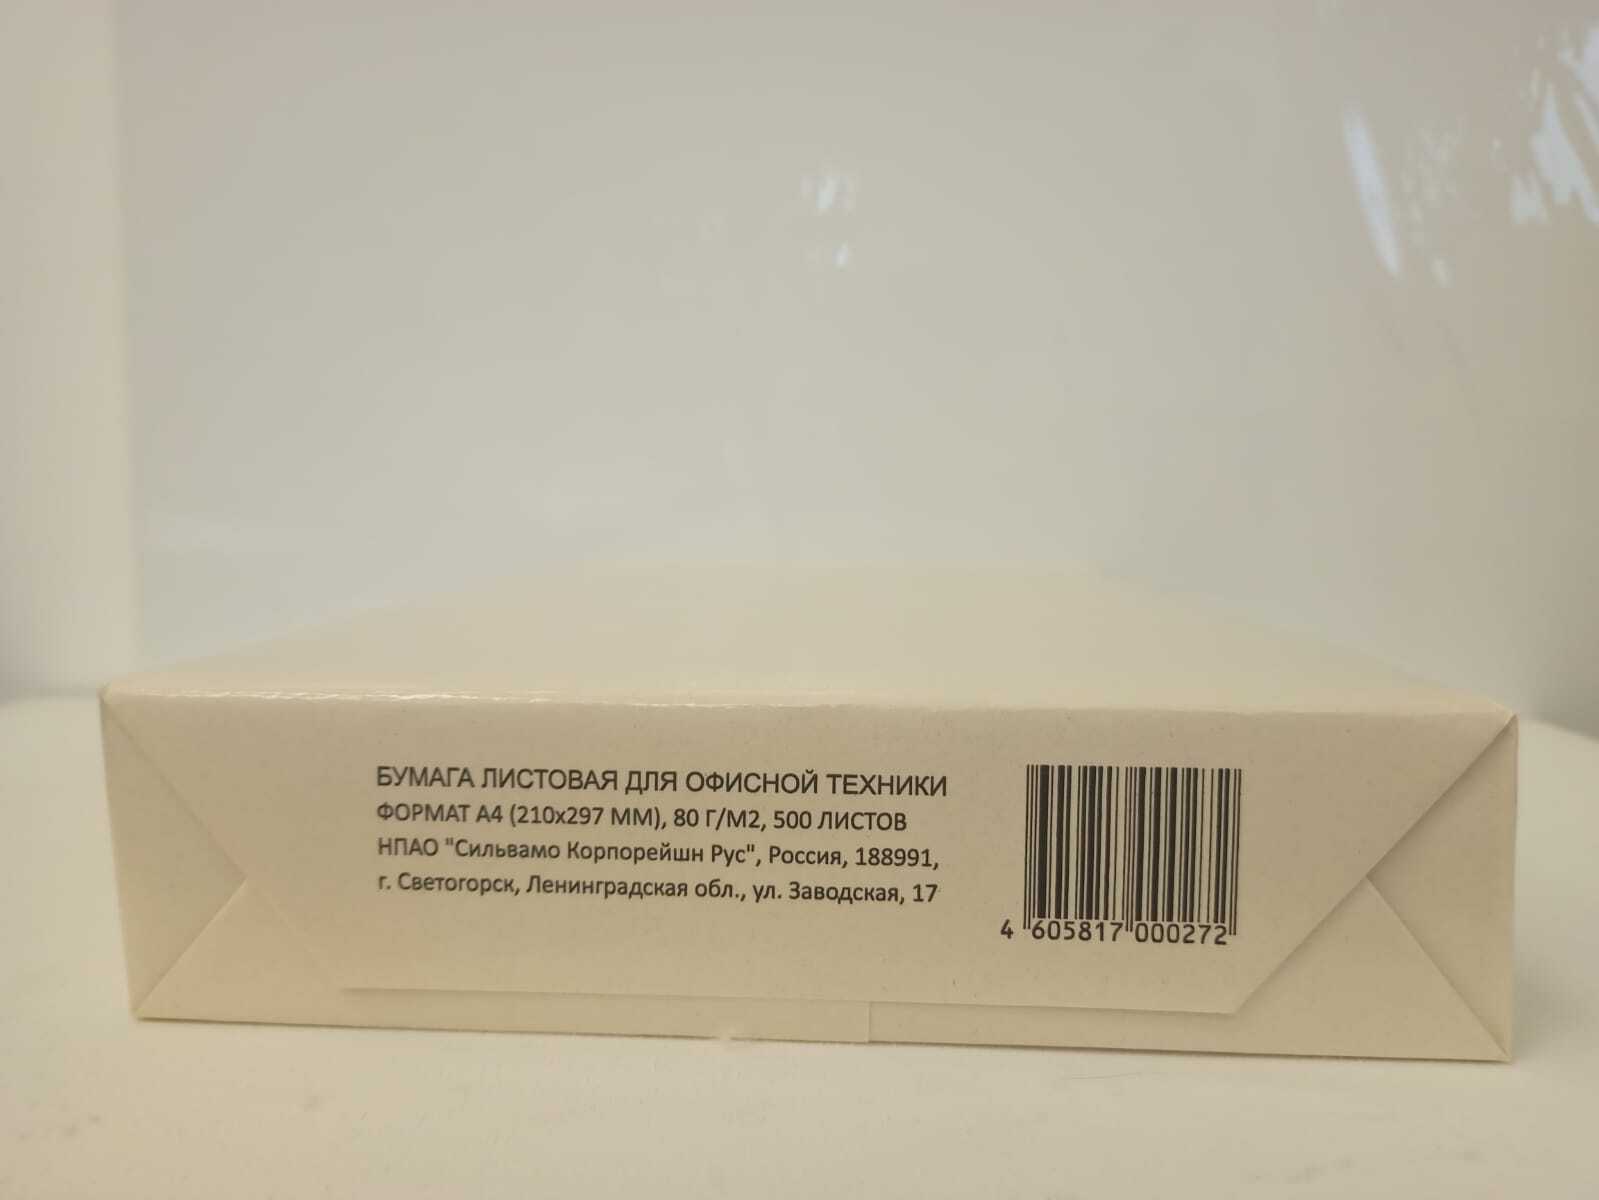 БУМАГА ЛИСТОВАЯ ДЛЯ ОФИСНОЙ ТЕХНИКИ
ФОРМАТ А4 (210x297 ММ), 80 Г/М2, 500 ЛИСТОВ
НПАО "Сильвамо Корпорейшн Рус", Россия, 188991,
г. Светогорск, Ленинградская обл., ул. Заводская, 17
4 605817 000272